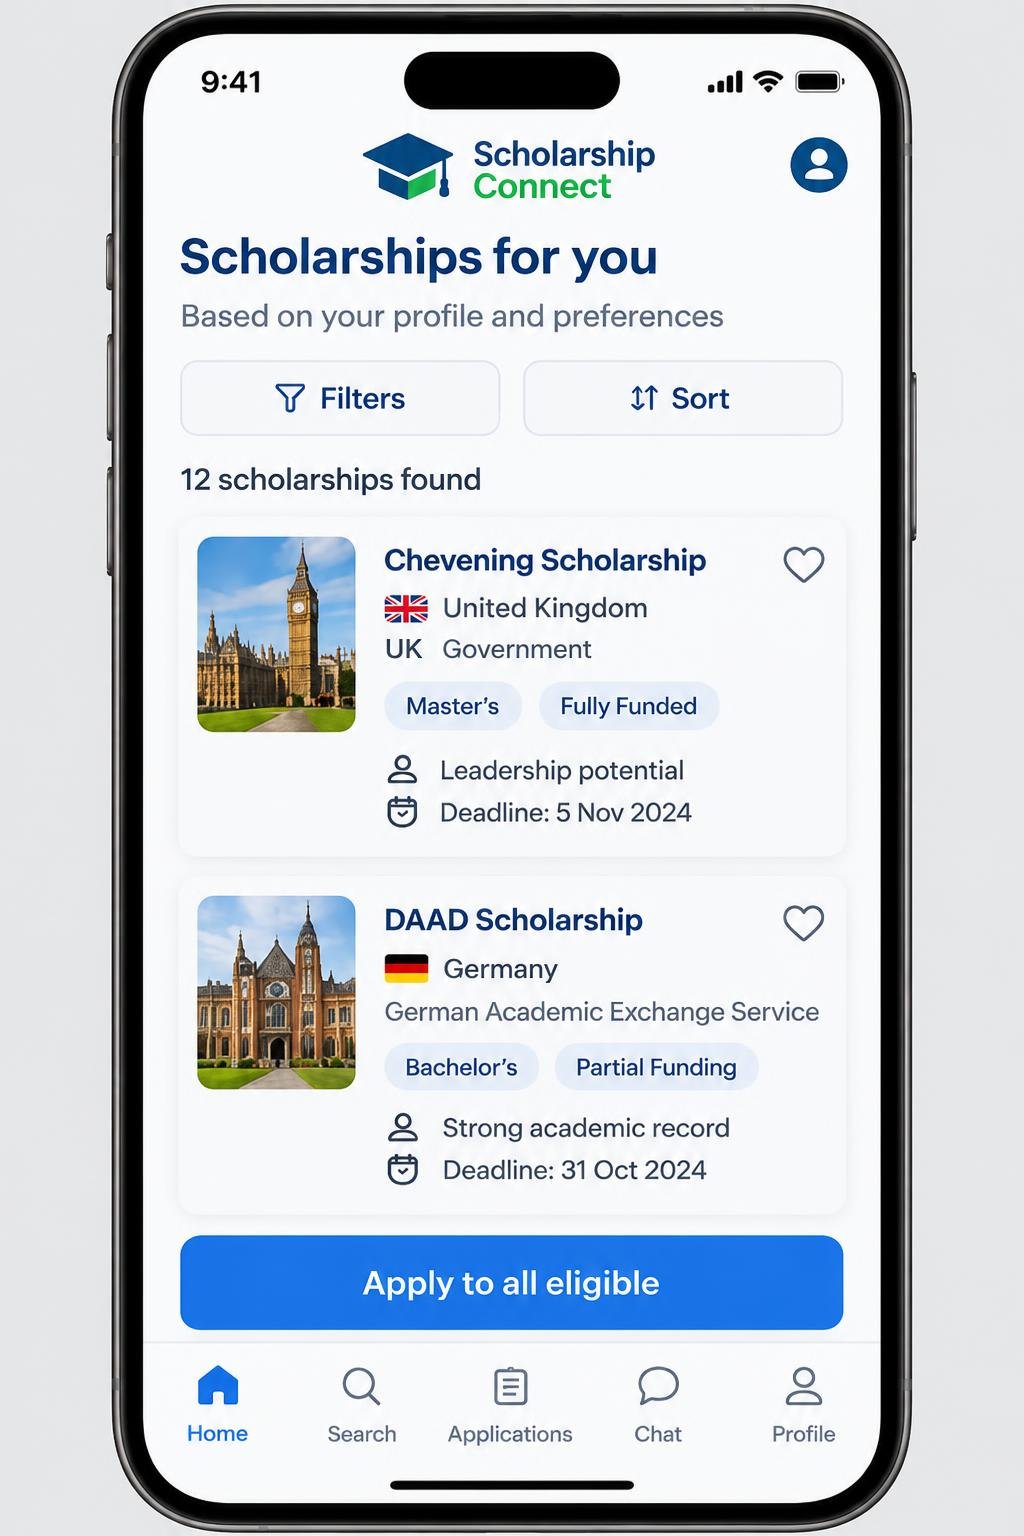 9:41
Scholarship
Connect
Scholarships for you
Based on your profile and preferences
Filters
Sort
12 scholarships found
Chevening Scholarship
United Kingdom
UK Government
Master’s
Fully Funded
Leadership potential
Deadline: 5 Nov 2024
DAAD Scholarship
Germany
German Academic Exchange Service
Bachelor’s
Partial Funding
Strong academic record
Deadline: 31 Oct 2024
Apply to all eligible
Home
Search
Applications
Chat
Profile